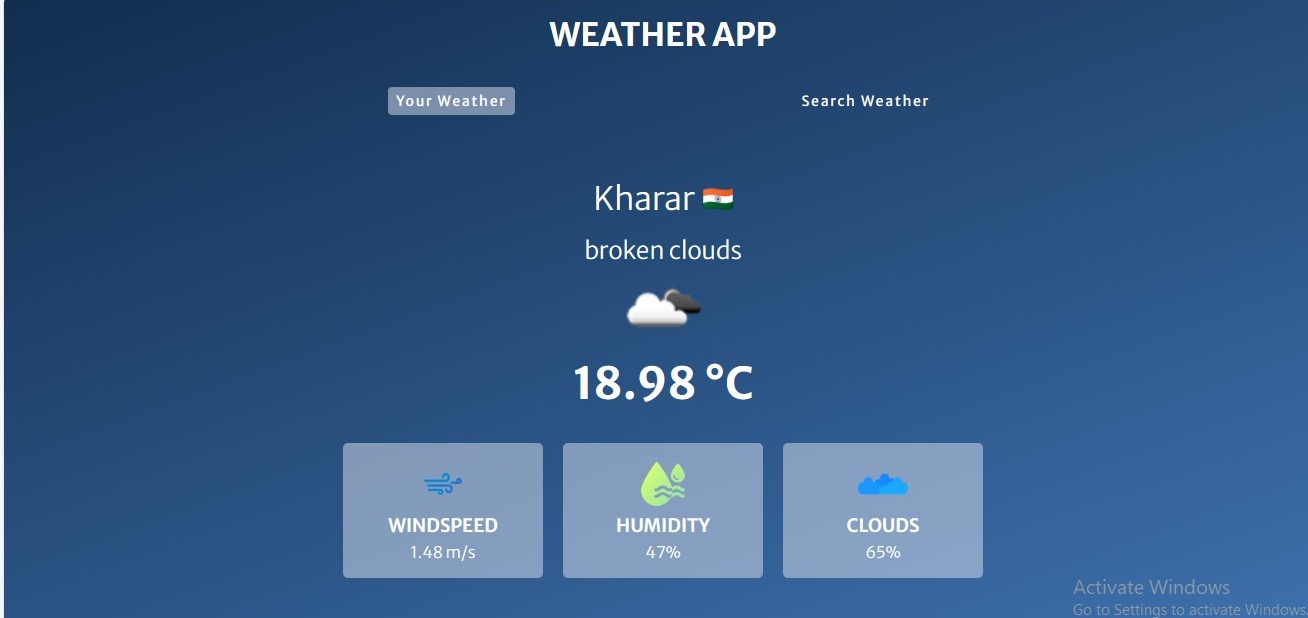 WEATHER APP
Your Weather
Search Weather
Kharar
broken clouds
18.98 °C
WINDSPEED
1.48 m/s
HUMIDITY
47%
CLOUDS
65%
Activate Windows
Go to Settings to activate Windows.